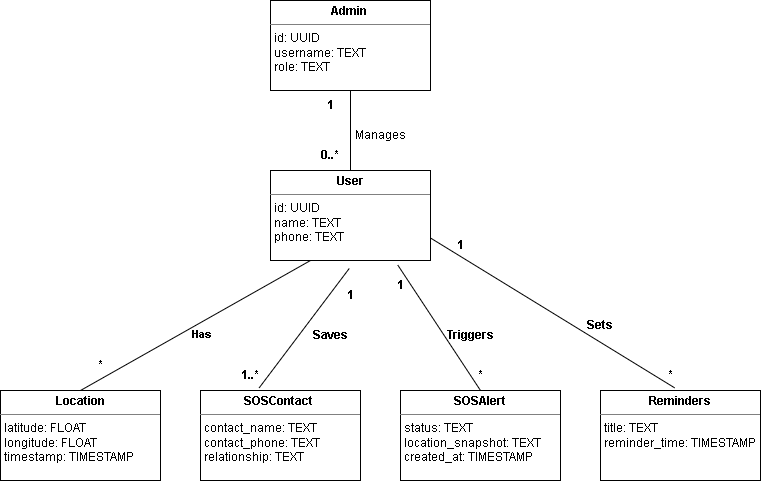 Admin
id: UUID
username: TEXT
role: TEXT
1
Manages
0..*
User
id: UUID
name: TEXT
phone: TEXT
1
1
1
Has
Saves
Triggers
Sets
*
1..*
*
*
Location
latitude: FLOAT
longitude: FLOAT
timestamp: TIMESTAMP
SOSContact
contact_name: TEXT
contact_phone: TEXT
relationship: TEXT
SOSAlert
status: TEXT
location_snapshot: TEXT
created_at: TIMESTAMP
Reminders
title: TEXT
reminder_time: TIMESTAMP